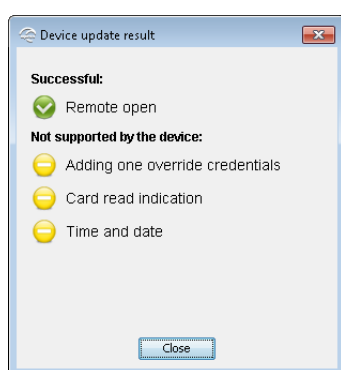 Device update result
Successful:
Remote open
Not supported by the device:
Adding one override credentials
Card read indication
Time and date
Close